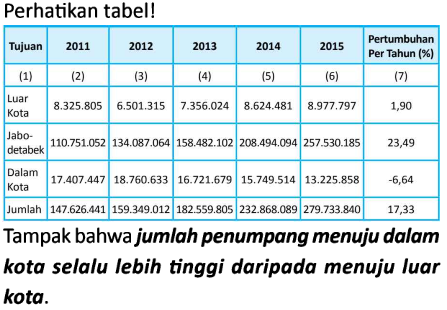 Perhatikan tabel!
Tujuan 2011 2012 2013 2014 2015 Pertumbuhan Per Tahun (%)
(1) (2) (3) (4) (5) (6) (7)
Luar Kota 8.325.805 6.501.315 7.356.024 8.624.481 8.977.797 1,90
Jabo-detabek 110.751.052 134.087.064 158.482.102 208.494.094 257.530.185 23,49
Dalam Kota 17.407.447 18.760.633 16.721.679 15.749.514 13.225.858 -6,64
Jumlah 147.626.441 159.349.012 182.559.805 232.868.089 279.733.840 17,33
Tampak bahwa jumlah penumpang menuju dalam
kota selalu lebih tinggi daripada menuju luar
kota.